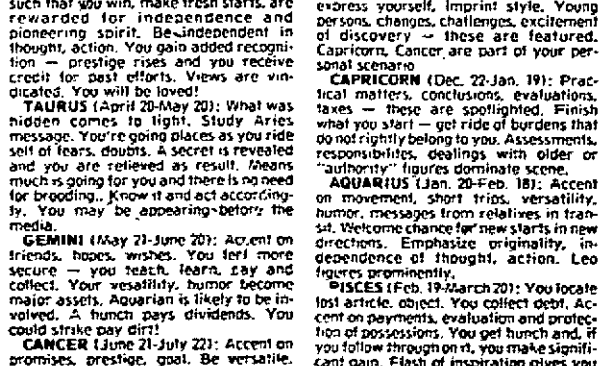 such that you win, make fresh starts, are
rewarded for independence and
pioneering spirit. Be independent in
thought, action. You gain added recogni-
tion — prestige rises and you receive
credit for past efforts. Views are vin-
dicated. You will be loved!
TAURUS (April 20-May 20): What was
hidden comes to light. Study Aries
message. You're going places as you ride
self of fears, doubts. A secret is revealed
and you are relieved as result. Means
much is going for you and there is no need
for brooding. Know it and act according-
ly. You may be appearing before the
media.
GEMINI (May 21-June 20): Accent on
friends, hopes, wishes. You feel more
secure — you teach, learn, pay and
collect. Your vesatility, humor become
major assets. Aquarian is likely to be in-
volved. A hunch pays dividends. You
could strike pay dirt!
CANCER (June 21-July 22): Accent on
promises, prestige, goal. Be versatile,
express yourself, imprint style. Young
persons, changes, challenges, excitement
of discovery — these are featured.
Capricorn, Cancer are part of your per-
sonal scenario
CAPRICORN (Dec. 22-Jan. 19): Prac-
tical matters, conclusions, evaluations,
taxes — these are spotlighted. Finish
what you start — get ride of burdens that
do not rightly belong to you. Assessments,
responsibilites, dealings with older or
"authority" figures dominate scene.
AQUARIUS (Jan. 20-Feb. 18): Accent
on movement, short trips, versatility,
humor, messages from relatives in tran-
sit. Welcome chance for new starts in new
directions. Emphasize originality, in-
dependence of thought, action. Leo
figures prominently.
PISCES (Feb. 19-March 20): You locate
lost article, object. You collect debt. Ac-
cent on payments, evaluation and protec-
tion of possessions. You get hunch and, if
you follow through on it, you make signifi-
cant gain. Flash of inspiration gives you